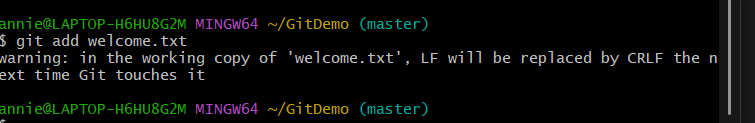 annie@LAPTOP-H6HU8G2M MINGW64 ~/GitDemo (master)
$ git add welcome.txt
warning: in the working copy of 'welcome.txt', LF will be replaced by CRLF the n
ext time Git touches it
annie@LAPTOP-H6HU8G2M MINGW64 ~/GitDemo (master)
$